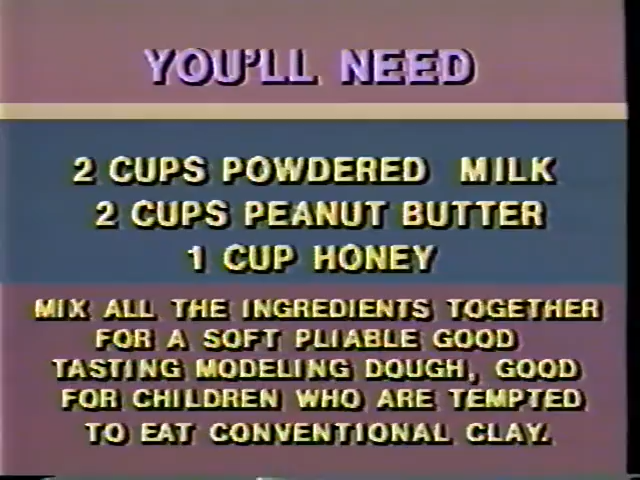 YOU'LL NEED
2 CUPS POWDERED MILK
2 CUPS PEANUT BUTTER
1 CUP HONEY
MIX ALL THE INGREDIENTS TOGETHER
FOR A SOFT PLIABLE GOOD
TASTING MODELING DOUGH, GOOD
FOR CHILDREN WHO ARE TEMPTED
TO EAT CONVENTIONAL CLAY.